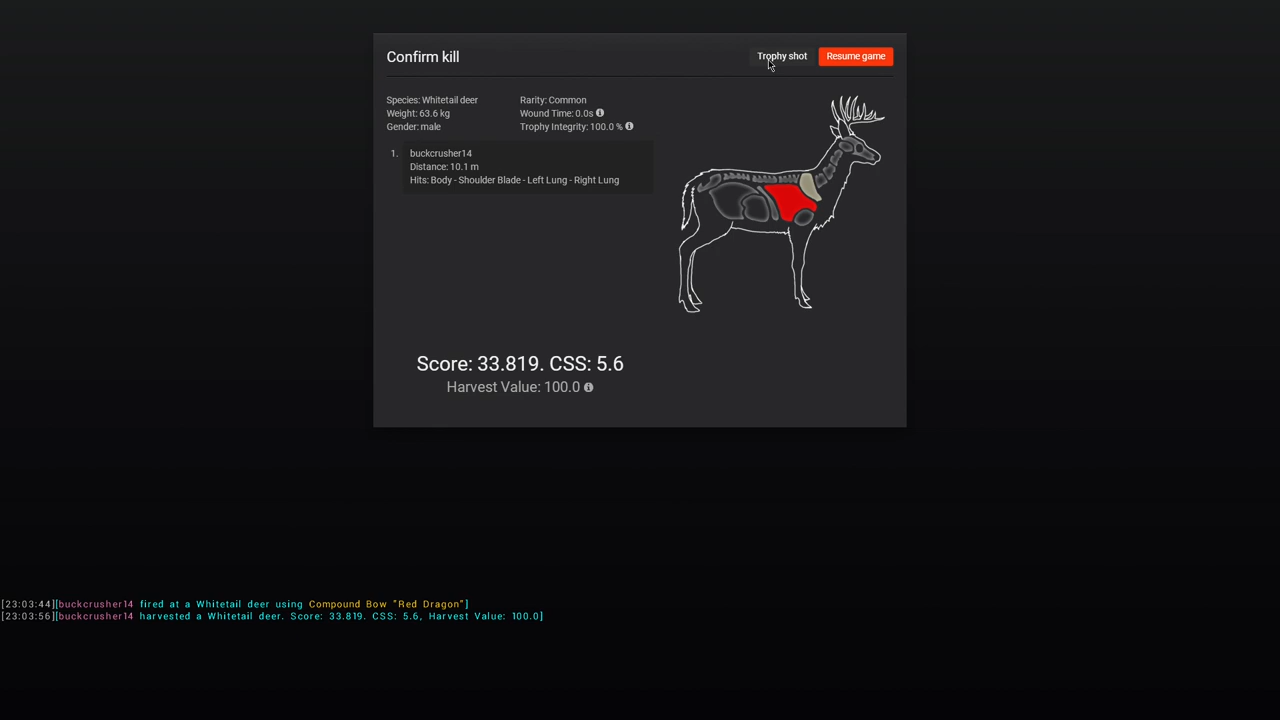 Confirm kill
Trophy shot
Resume game
Species: Whitetail deer
Rarity: Common
Weight: 63.6 kg
Wound Time: 0.0s
Gender: male
Trophy Integrity: 100.0 %
1. buckcrusher14
Distance: 10.1 m
Hits: Body - Shoulder Blade - Left Lung - Right Lung
Score: 33.819. CSS: 5.6
Harvest Value: 100.0
[23:03:44][buckcrusher14 fired at a Whitetail deer using Compound Bow "Red Dragon"]
[23:03:56][buckcrusher14 harvested a Whitetail deer. Score: 33.819. CSS: 5.6, Harvest Value: 100.0]